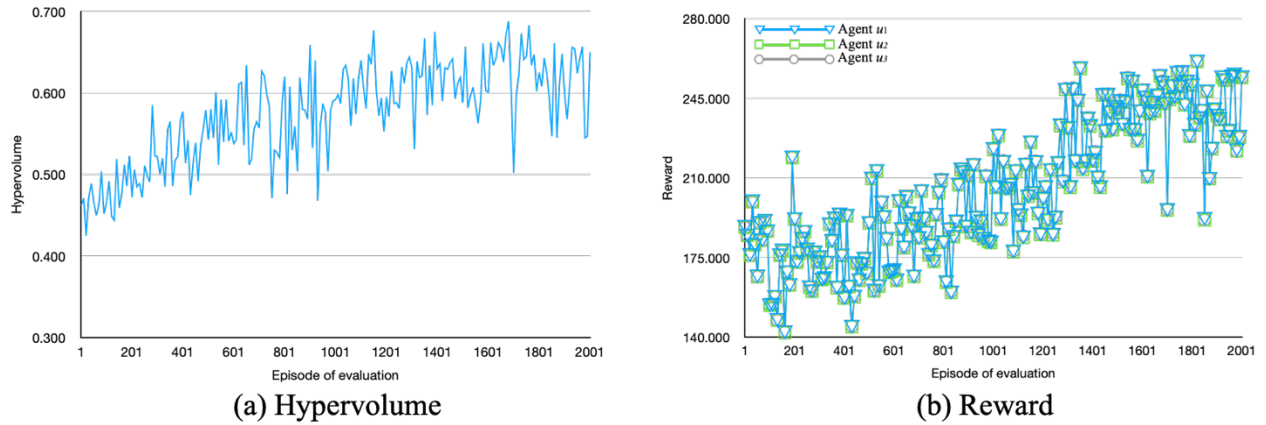 0.700
0.600
0.500
0.400
0.300
Hypervolume
1 201 401 601 801 1001 1201 1401 1601 1801 2001
Episode of evaluation
(a) Hypervolume
280.000
245.000
210.000
175.000
140.000
Reward
Agent u1
Agent u2
Agent u3
1 201 401 601 801 1001 1201 1401 1601 1801 2001
Episode of evaluation
(b) Reward